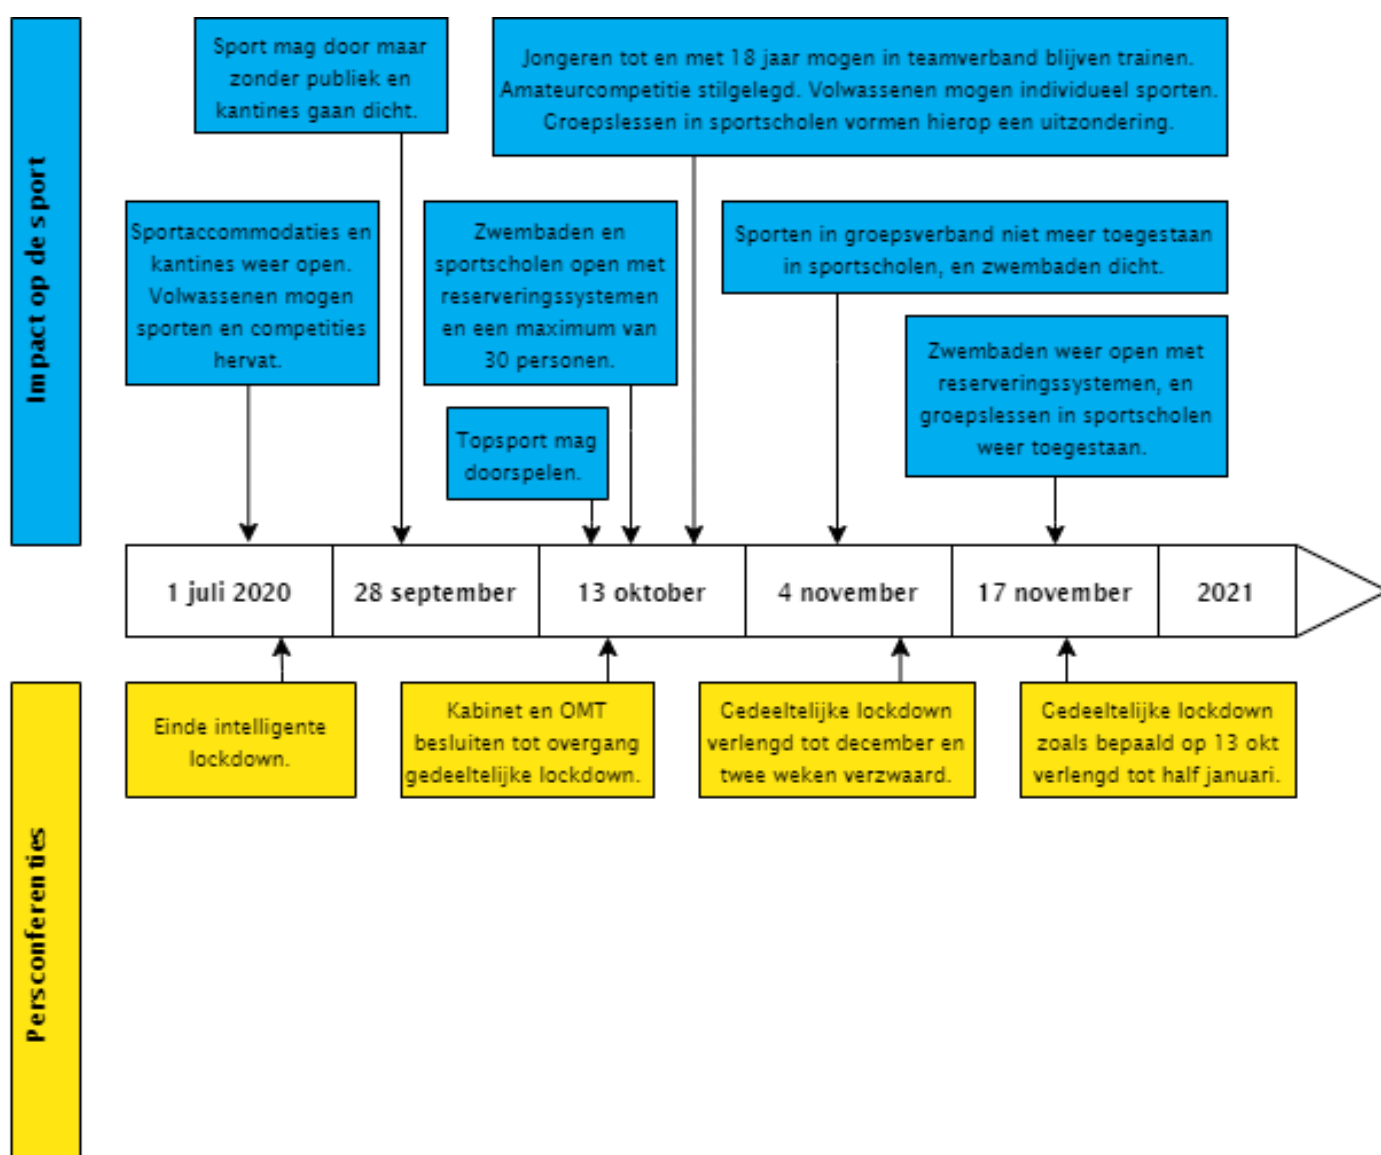 Impact op de sport
Sport mag door maar
zonder publiek en
kantines gaan dicht.
Jongeren tot en met 18 jaar mogen in teamverband blijven trainen.
Amateurcompetitie stilgelegd. Volwassenen mogen individueel sporten.
Groepslessen in sportscholen vormen hierop een uitzondering.
Sportaccommodaties en
kantines weer open.
Volwassenen mogen
sporten en competities
hervat.
Zwembaden en
sportscholen open met
reserveringssystemen
en een maximum van
30 personen.
Sporten in groepsverband niet meer toegestaan
in sportscholen, en zwembaden dicht.
Zwembaden weer open met
reserveringssystemen, en
groepslessen in sportscholen
weer toegestaan.
Topsport mag
doorspelen.
1 juli 2020
28 september
13 oktober
4 november
17 november
2021
Persconferenties
Einde intelligente
lockdown.
Kabinet en OMT
besluiten tot overgang
gedeeltelijke lockdown.
Gedeeltelijke lockdown
verlengd tot december en
twee weken verzwaard.
Gedeeltelijke lockdown
zoals bepaald op 13 okt
verlengd tot half januari.